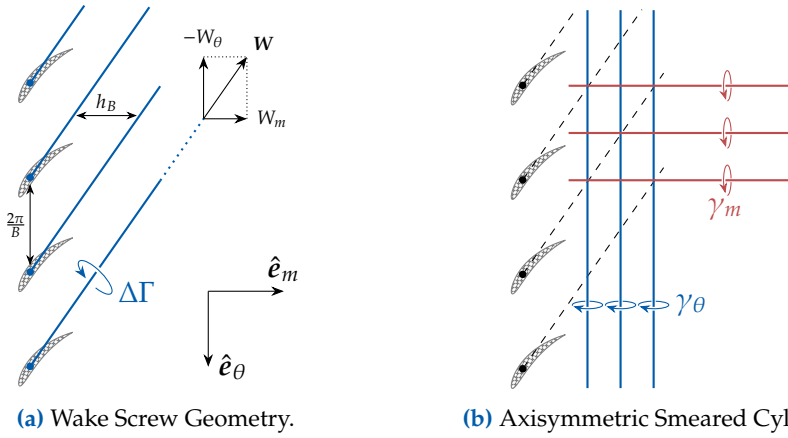 −W_θ
W
h_B
W_m
2π/B
ΔΓ
ê_m
ê_θ
(a) Wake Screw Geometry.
γ_m
γ_θ
(b) Axisymmetric Smeared Cyl